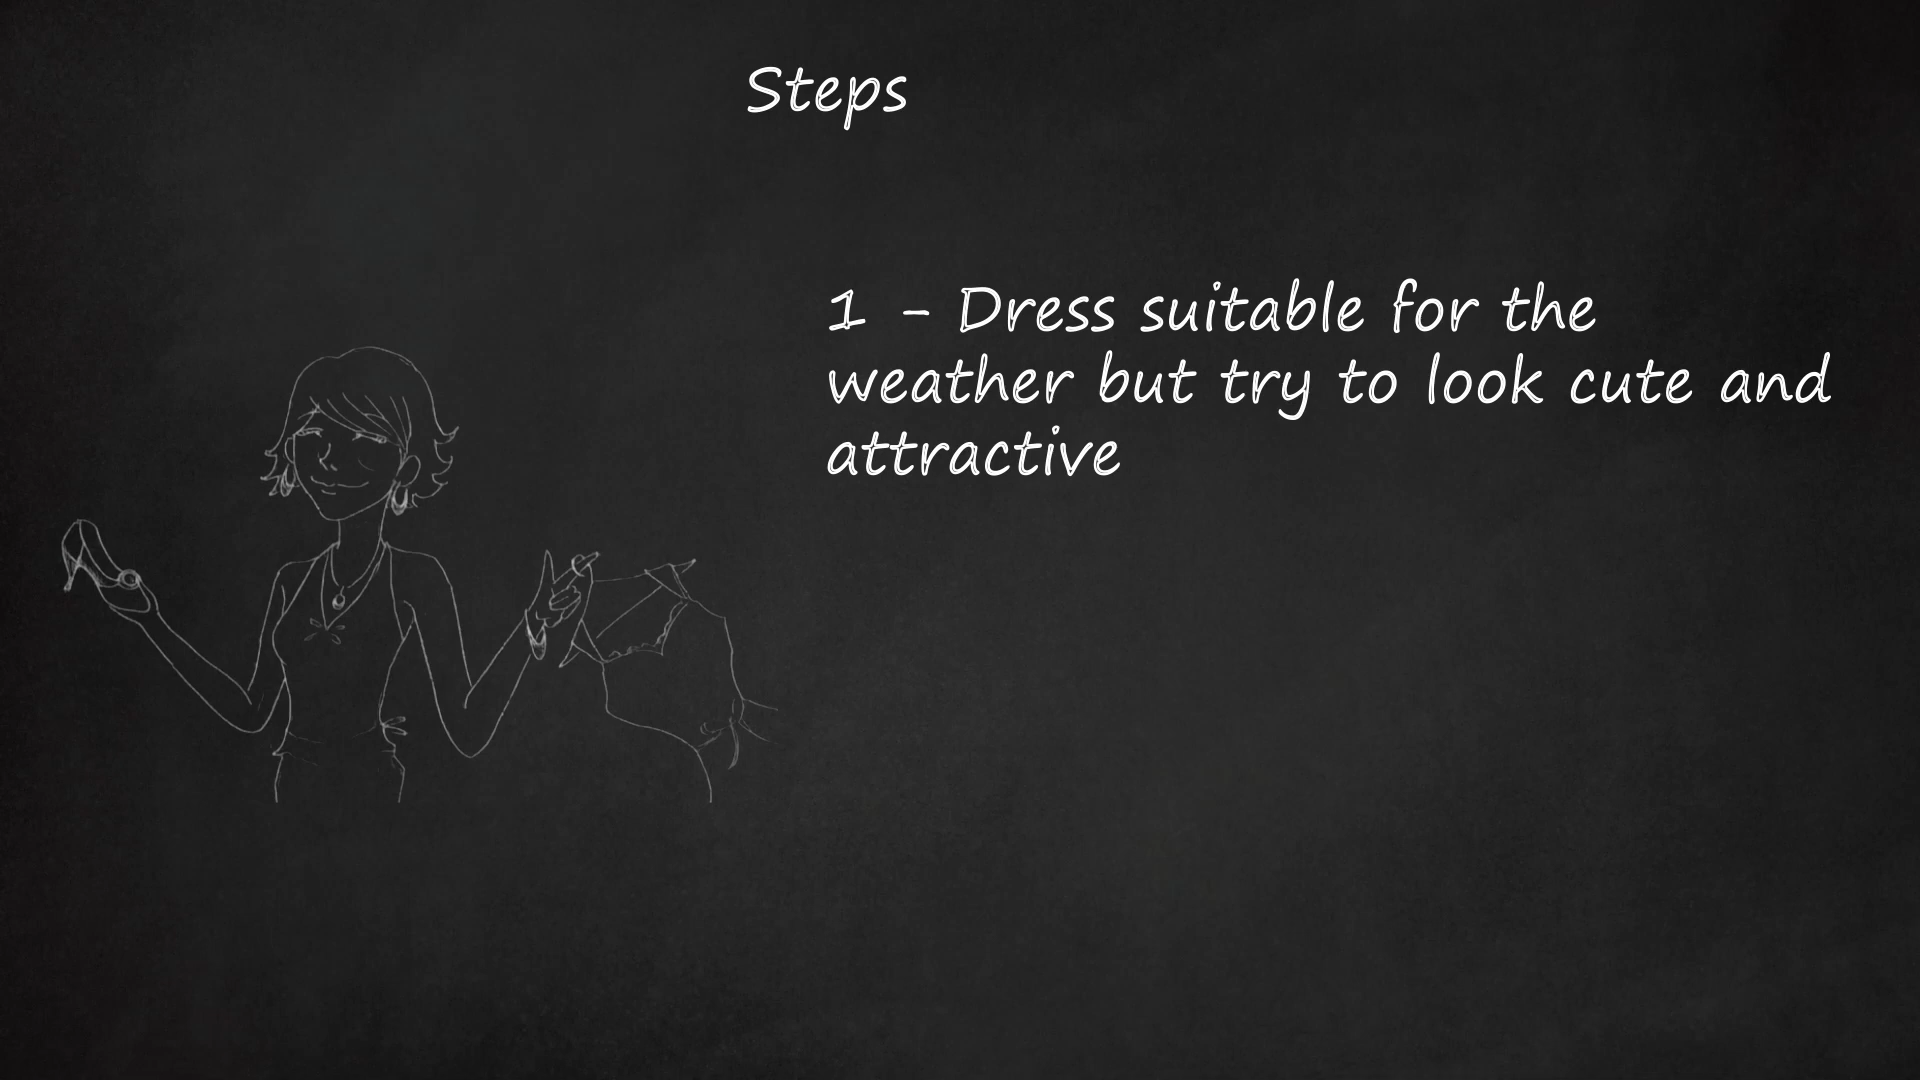 Steps
1 - Dress suitable for the
weather but try to look cute and
attractive